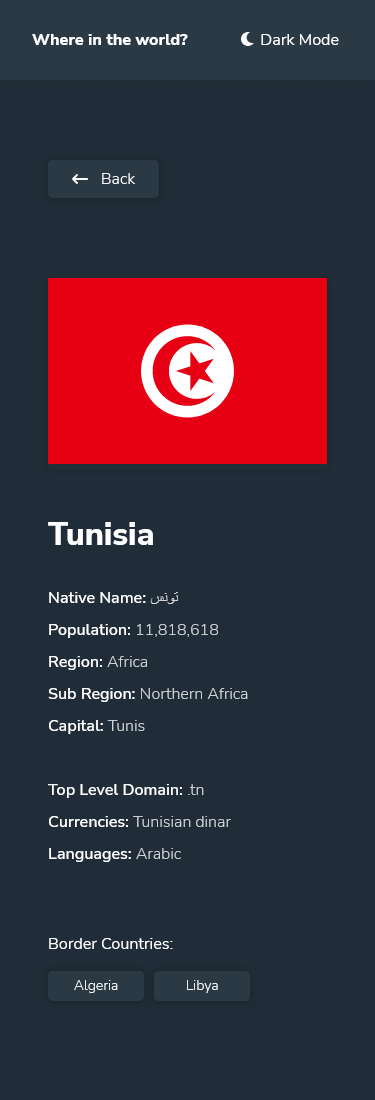 Where in the world?
Dark Mode
Back
Tunisia
Native Name: تونس
Population: 11,818,618
Region: Africa
Sub Region: Northern Africa
Capital: Tunis
Top Level Domain: .tn
Currencies: Tunisian dinar
Languages: Arabic
Border Countries:
Algeria
Libya